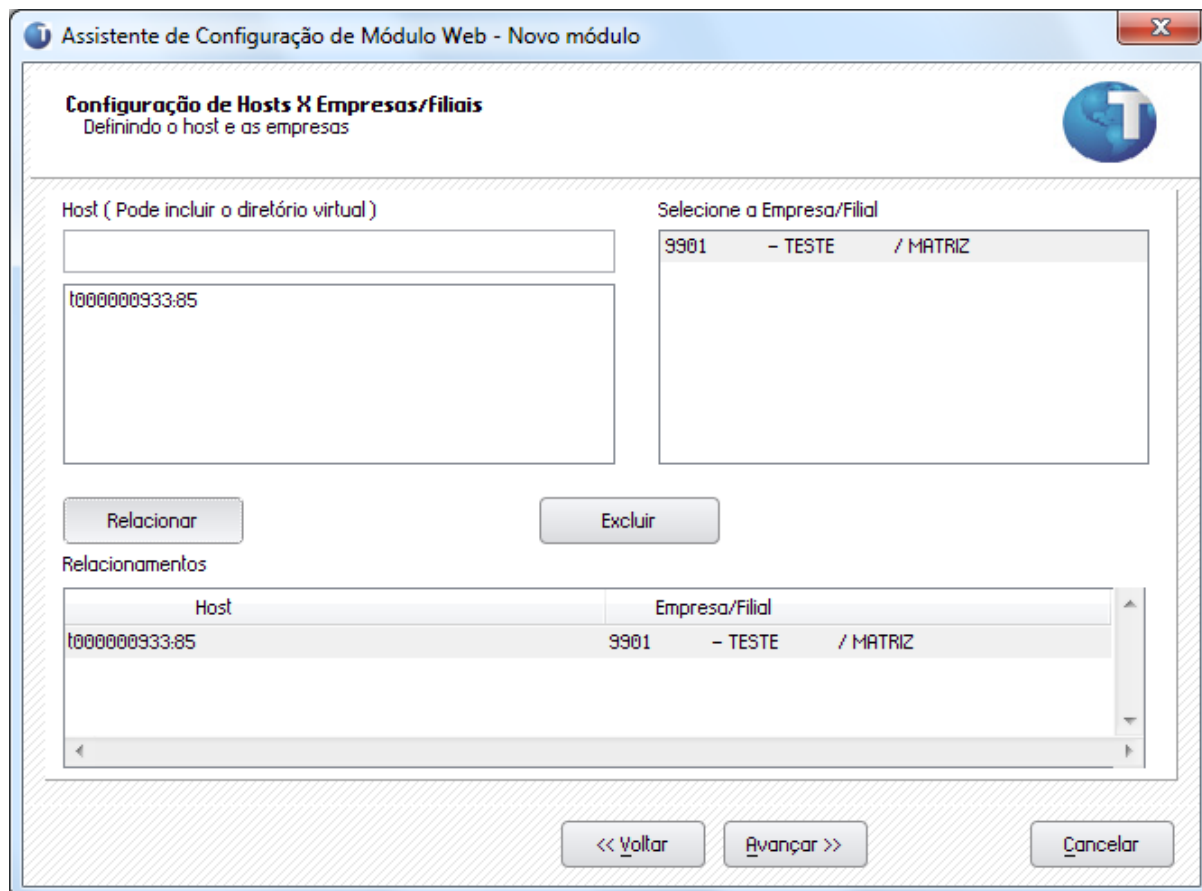 Assistente de Configuração de Módulo Web - Novo módulo
Configuração de Hosts X Empresas/filiais
Definindo o host e as empresas
T
Host ( Pode incluir o diretório virtual )
Selecione a Empresa/Filial
9901 - TESTE / MATRIZ
t000000933:85
Relacionar
Excluir
Relacionamentos
Host Empresa/Filial
t000000933:85 9901 - TESTE / MATRIZ
<< Voltar
Avançar >>
Cancelar